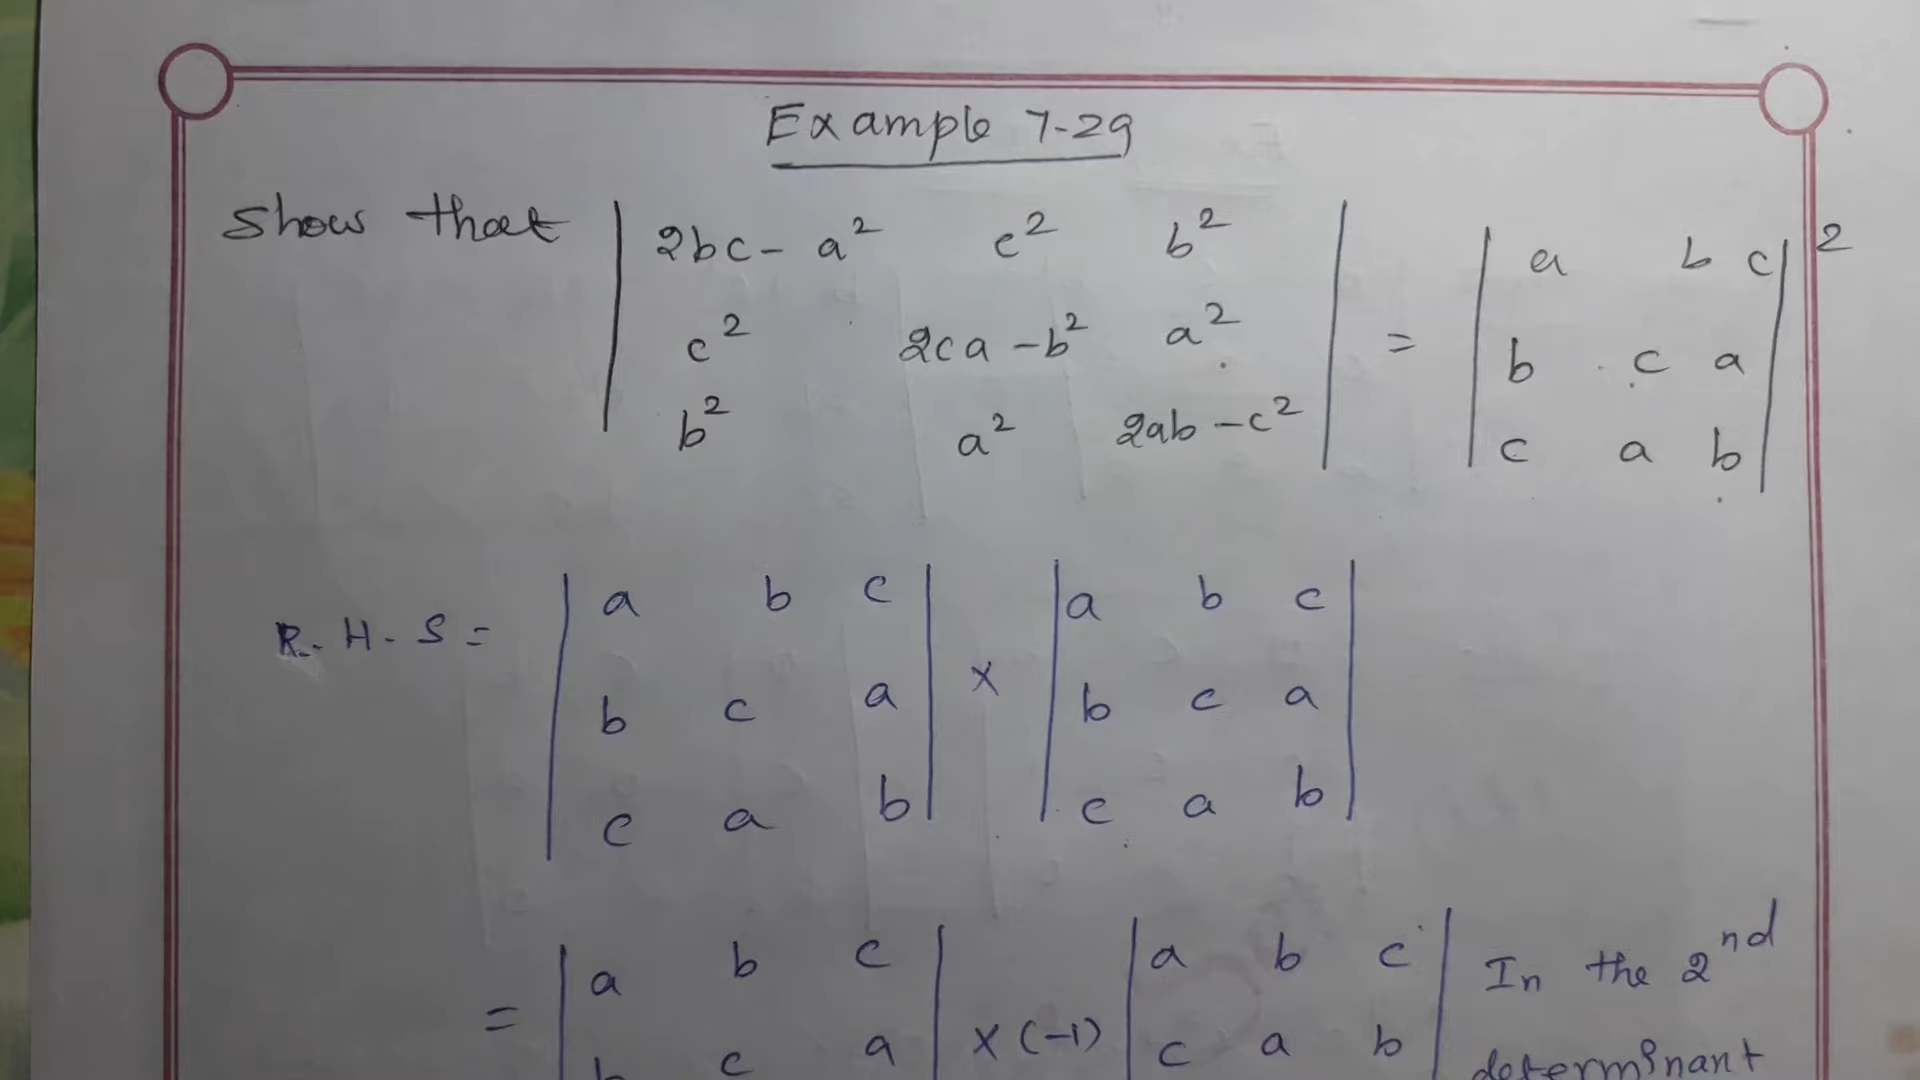 Example 7-29
Show that | 2bc - a² c² b² | = | a b c |²
| c² 2ca - b² a² | | b c a |
| b² a² 2ab - c² | | c a b |
R.H.S = | a b c | × | a b c |
| b c a | | b c a |
| c a b | | c a b |
= | a b c | × (-1) | a b c | In the 2nd
| b c a | | c a b | determinant